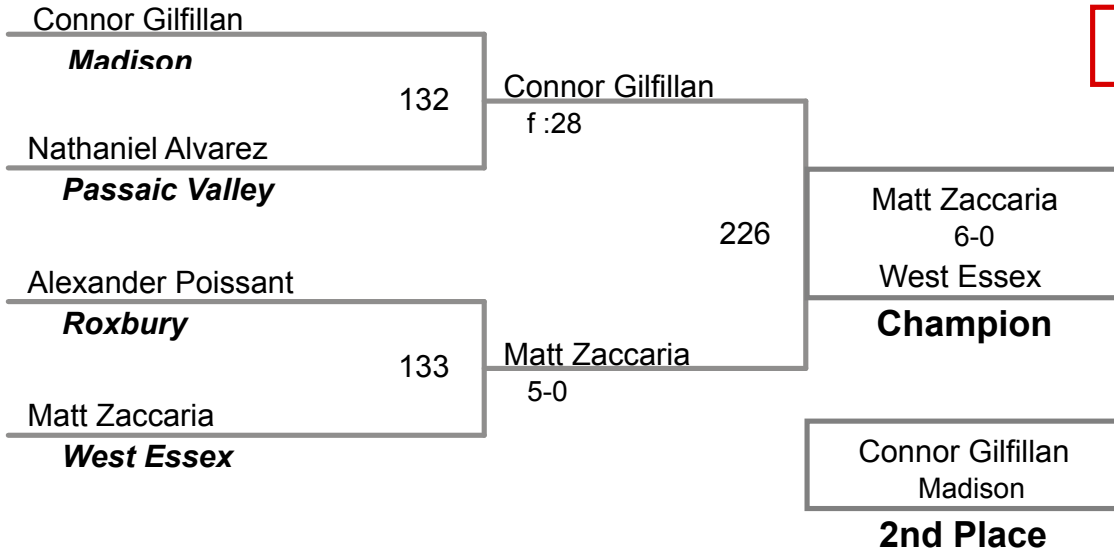 Connor Gilfillan
Madison
132
Connor Gilfillan
f :28
Nathaniel Alvarez
Passaic Valley
226
Matt Zaccaria
6-0
West Essex
Champion
Alexander Poissant
Roxbury
133
Matt Zaccaria
5-0
Matt Zaccaria
West Essex
Connor Gilfillan
Madison
2nd Place